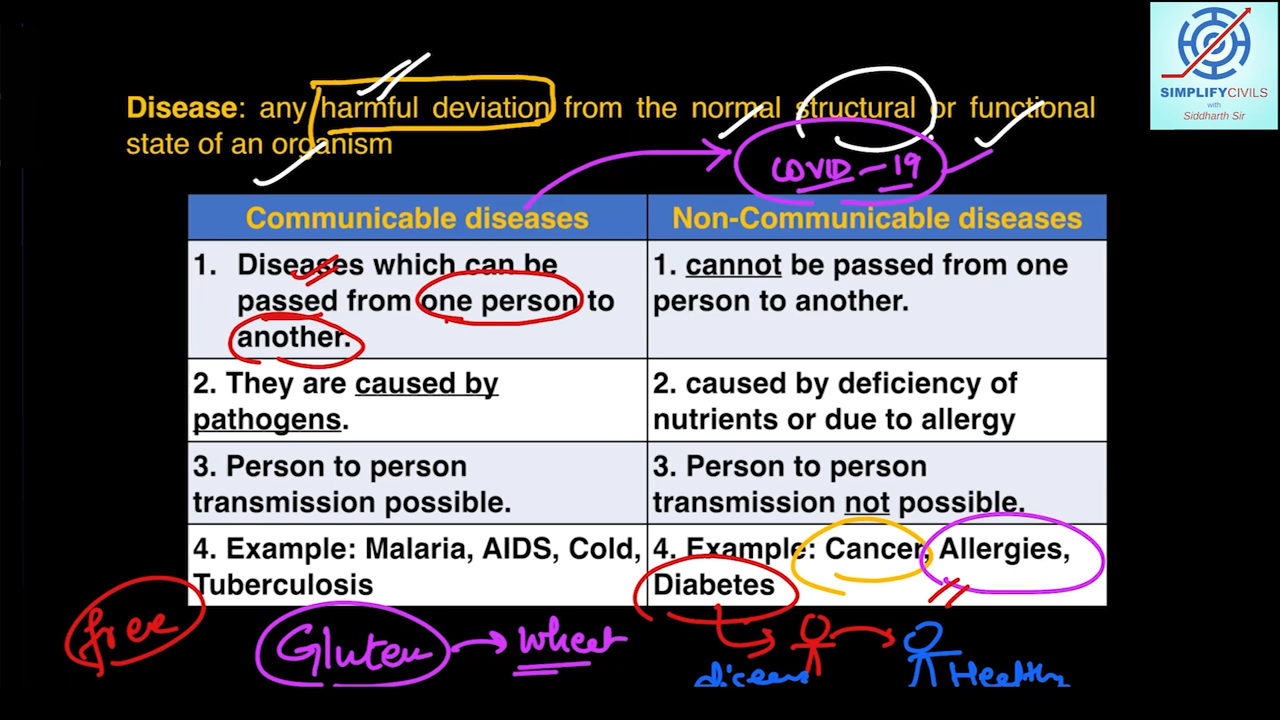 SIMPLIFYCIVILS
with
Siddharth Sir
Disease: any harmful deviation from the normal structural or functional
state of an organism
COVID-19
Communicable diseases
Non-Communicable diseases
1. Diseases which can be
passed from one person to
another.
1. cannot be passed from one
person to another.
2. They are caused by
pathogens.
2. caused by deficiency of
nutrients or due to allergy
3. Person to person
transmission possible.
3. Person to person
transmission not possible.
4. Example: Malaria, AIDS, Cold,
Tuberculosis
4. Example: Cancer, Allergies,
Diabetes
free
Gluten
wheat
Healthy